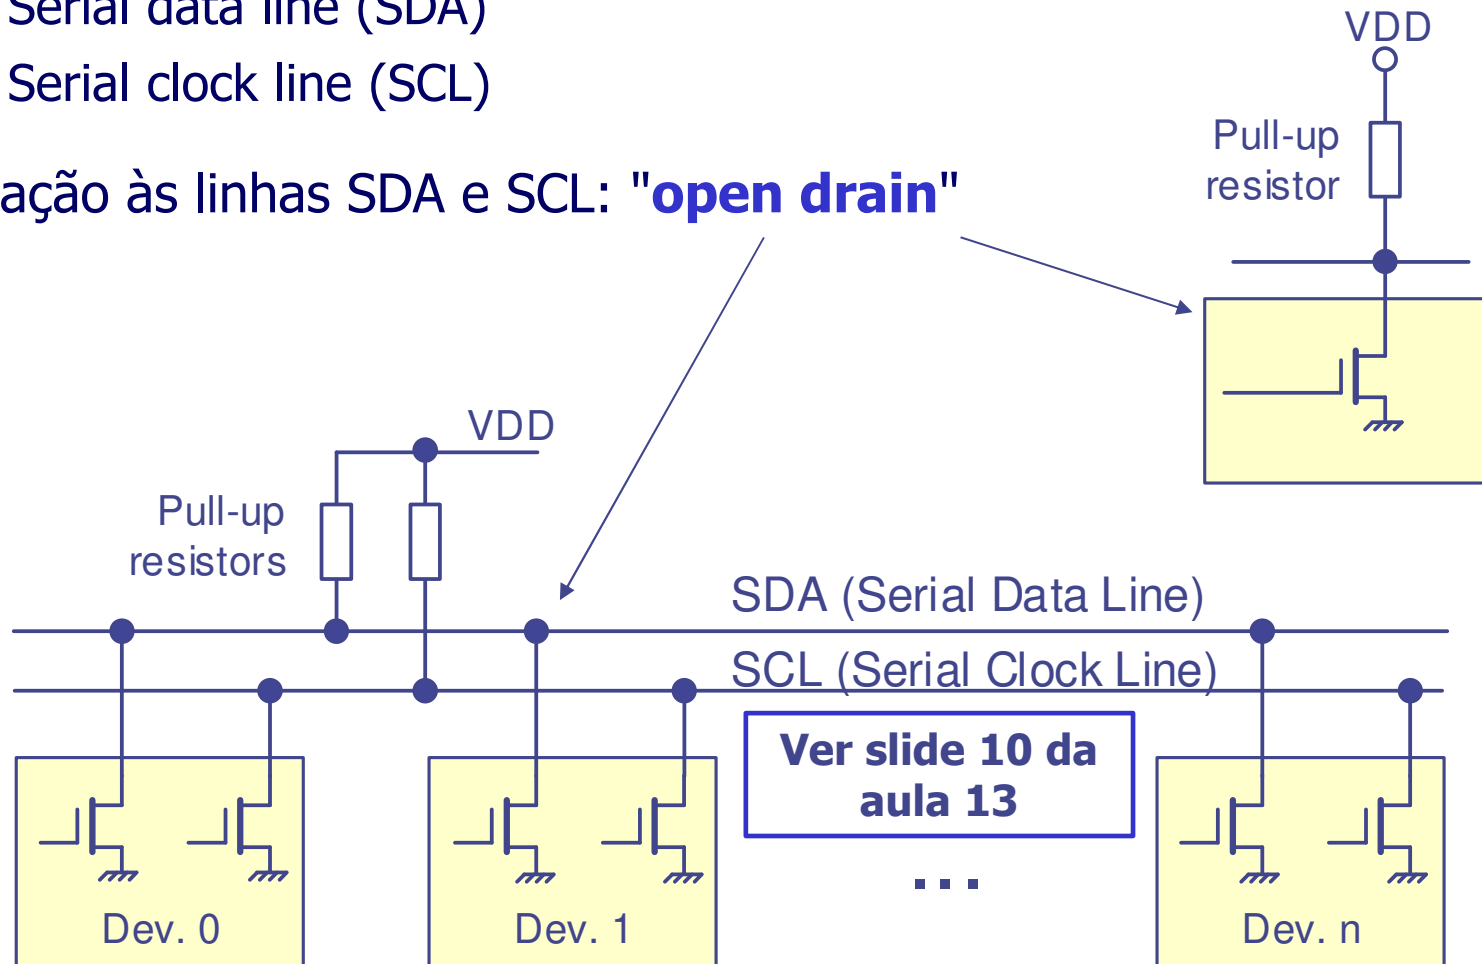 Serial data line (SDA)
Serial clock line (SCL)
ação às linhas SDA e SCL: "open drain"
VDD
Pull-up
resistor
VDD
Pull-up
resistors
SDA (Serial Data Line)
SCL (Serial Clock Line)
Ver slide 10 da
aula 13
...
Dev. 0
Dev. 1
Dev. n